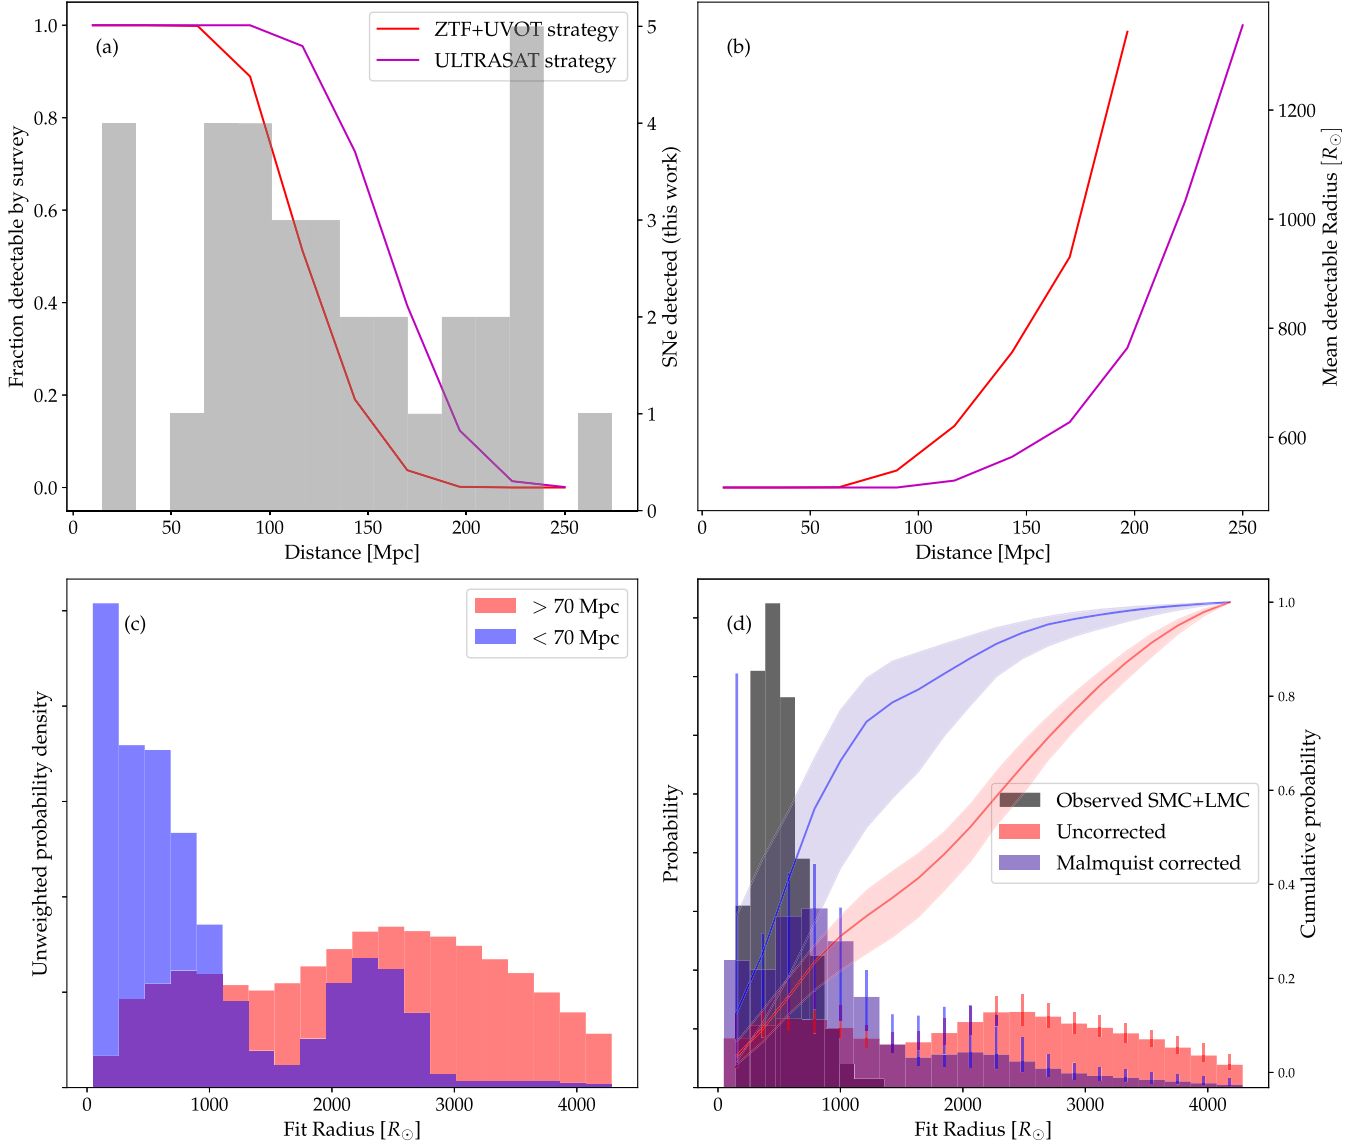 (a)
ZTF+UVOT strategy
ULTRASAT strategy
1.0
0.8
0.6
0.4
0.2
0.0
Fraction detectable by survey
0 50 100 150 200 250
Distance [Mpc]
5
4
3
2
1
0
SNe detected (this work)
(b)
1200
1000
800
600
Mean detectable Radius [R☉]
0 50 100 150 200 250
Distance [Mpc]
(c)
> 70 Mpc
< 70 Mpc
Unweighted probability density
0 1000 2000 3000 4000
Fit Radius [R☉]
(d)
Observed SMC+LMC
Uncorrected
Malmquist corrected
Probability
1.0
0.8
0.6
0.4
0.2
0.0
Cumulative probability
0 1000 2000 3000 4000
Fit Radius [R☉]